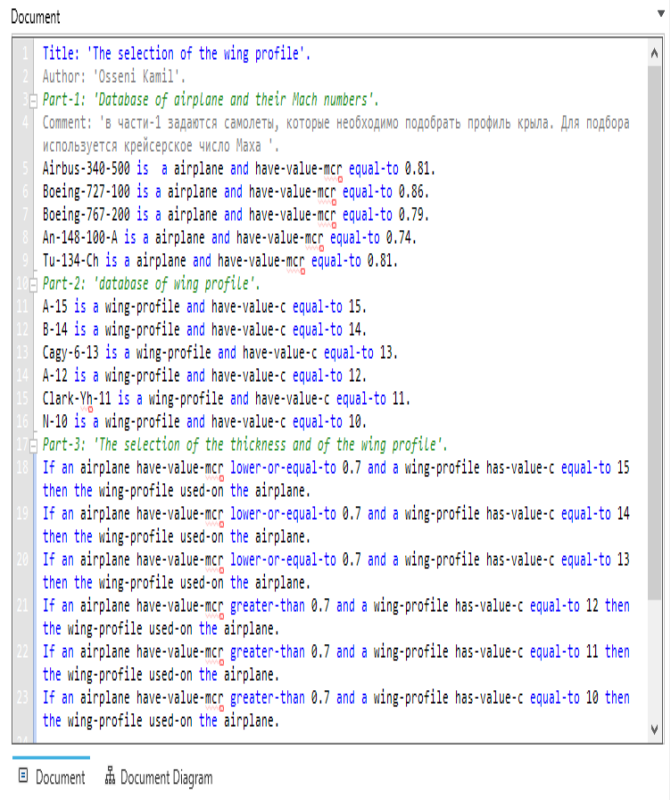 Document
1 Title: 'The selection of the wing profile'.
2 Author: 'Osseni Kamil'.
3 Part-1: 'Database of airplane and their Mach numbers'.
4 Comment: 'в части-1 задаются самолеты, которые необходимо подобрать профиль крыла. Для подбора
используется крейсерское число Маха '.
5 Airbus-340-500 is a airplane and have-value-mcr equal-to 0.81.
6 Boeing-727-100 is a airplane and have-value-mcr equal-to 0.86.
7 Boeing-767-200 is a airplane and have-value-mcr equal-to 0.79.
8 An-148-100-A is a airplane and have-value-mcr equal-to 0.74.
9 Tu-134-Ch is a airplane and have-value-mcr equal-to 0.81.
10 Part-2: 'database of wing profile'.
11 A-15 is a wing-profile and have-value-c equal-to 15.
12 B-14 is a wing-profile and have-value-c equal-to 14.
13 Cagy-6-13 is a wing-profile and have-value-c equal-to 13.
14 A-12 is a wing-profile and have-value-c equal-to 12.
15 Clark-Yh-11 is a wing-profile and have-value-c equal-to 11.
16 N-10 is a wing-profile and have-value-c equal-to 10.
17 Part-3: 'The selection of the thickness and of the wing profile'.
18 If an airplane have-value-mcr lower-or-equal-to 0.7 and a wing-profile has-value-c equal-to 15
then the wing-profile used-on the airplane.
19 If an airplane have-value-mcr lower-or-equal-to 0.7 and a wing-profile has-value-c equal-to 14
then the wing-profile used-on the airplane.
20 If an airplane have-value-mcr lower-or-equal-to 0.7 and a wing-profile has-value-c equal-to 13
then the wing-profile used-on the airplane.
21 If an airplane have-value-mcr greater-than 0.7 and a wing-profile has-value-c equal-to 12 then
the wing-profile used-on the airplane.
22 If an airplane have-value-mcr greater-than 0.7 and a wing-profile has-value-c equal-to 11 then
the wing-profile used-on the airplane.
23 If an airplane have-value-mcr greater-than 0.7 and a wing-profile has-value-c equal-to 10 then
the wing-profile used-on the airplane.
Document Document Diagram